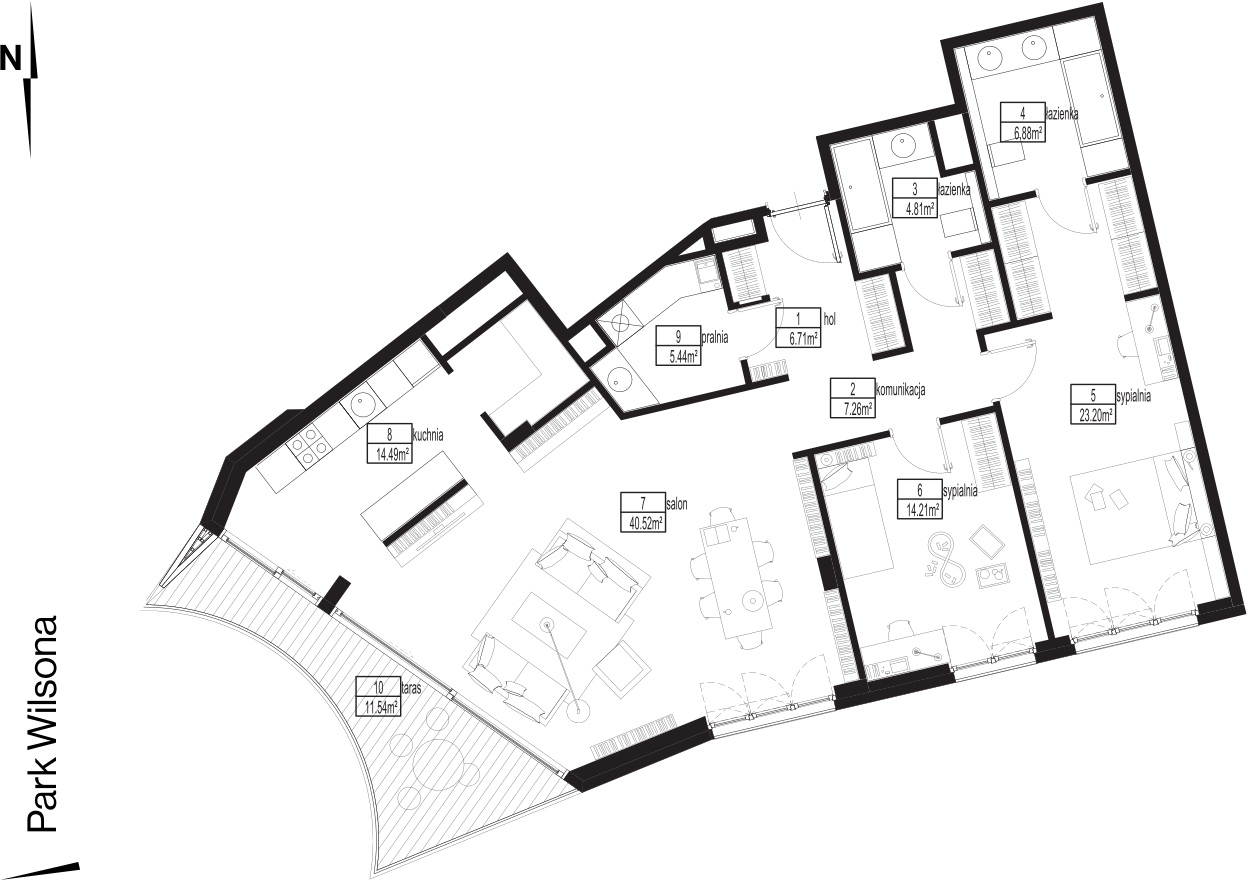 N
4
łazienka
6,88m²
3
łazienka
4.81m²
1
hol
6.71m²
9
pralnia
5.44m²
2
komunikacja
7.26m²
5
sypialnia
23.20m²
8
kuchnia
14.49m²
6
sypialnia
14.21m²
7
salon
40.52m²
10
taras
11.54m²
Park Wilsona